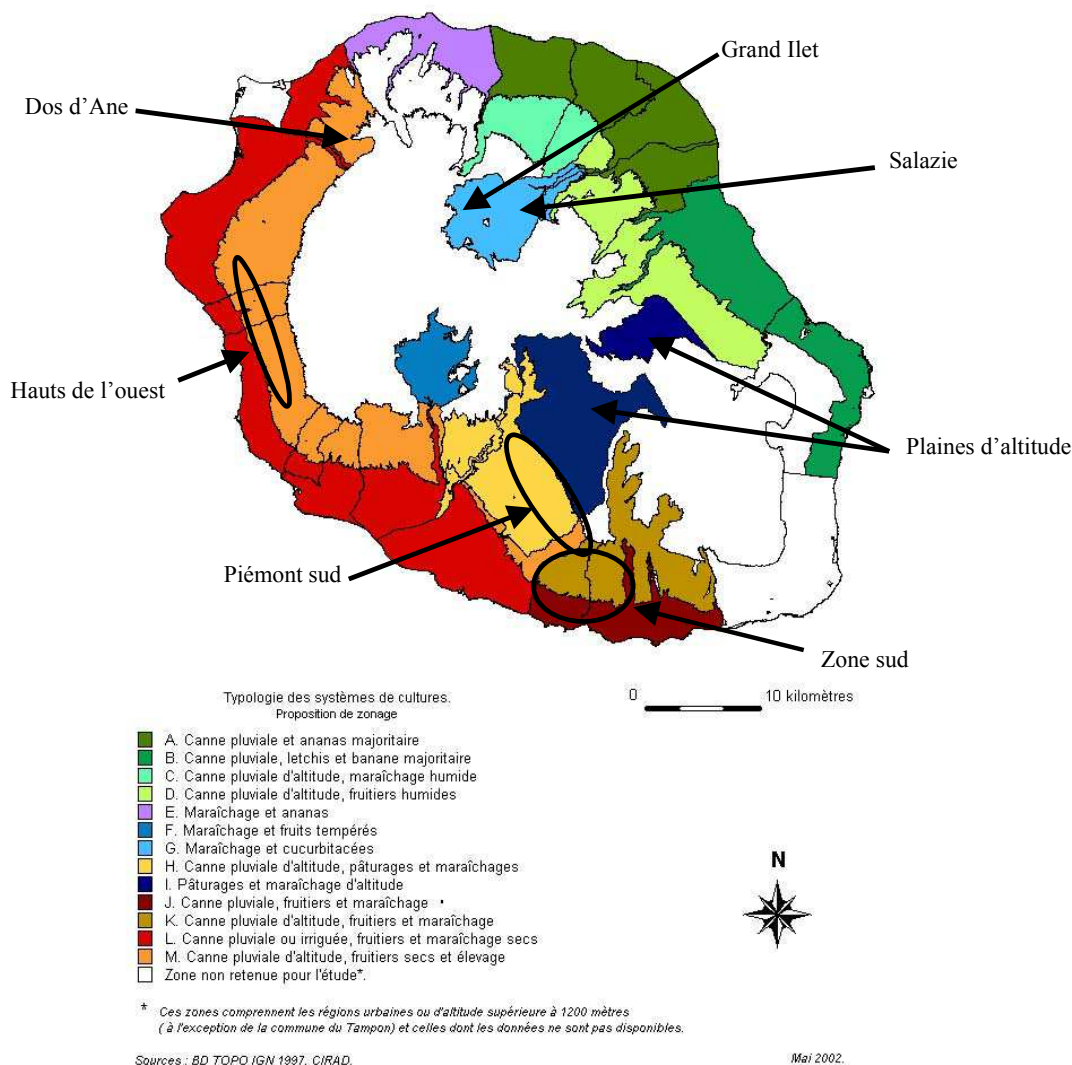 Grand Ilet
Dos d'Ane
Salazie
Hauts de l'ouest
Plaines d'altitude
Piémont sud
Zone sud
Typologie des systèmes de cultures.
Proposition de zonage
0 10 kilomètres
A. Canne pluviale et ananas majoritaire
B. Canne pluviale, letchis et banane majoritaire
C. Canne pluviale d'altitude, maraîchage humide
D. Canne pluviale d'altitude, fruitiers humides
E. Maraîchage et ananas
F. Maraîchage et fruits tempérés
G. Maraîchage et cucurbitacées
H. Canne pluviale d'altitude, pâturages et maraîchages
I. Pâturages et maraîchage d'altitude
J. Canne pluviale, fruitiers et maraîchage
K. Canne pluviale d'altitude, fruitiers et maraîchage
L. Canne pluviale ou irriguée, fruitiers et maraîchage secs
M. Canne pluviale d'altitude, fruitiers secs et élevage
Zone non retenue pour l'étude*.
N
* Ces zones comprennent les régions urbaines ou d'altitude supérieure à 1200 mètres
( à l'exception de la commune du Tampon) et celles dont les données ne sont pas disponibles.
Sources : BD TOPO IGN 1997, CIRAD. Mai 2002.